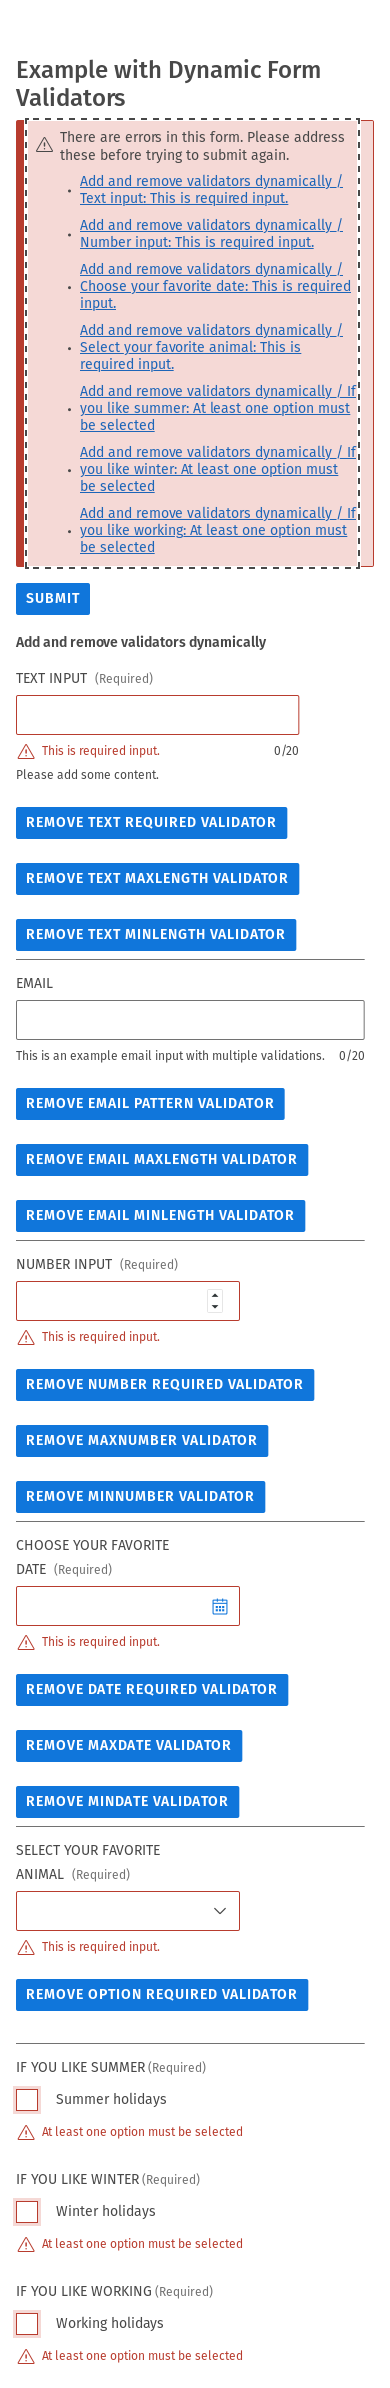 Example with Dynamic Form
Validators
There are errors in this form. Please address
these before trying to submit again.
Add and remove validators dynamically /
Text input: This is required input.
Add and remove validators dynamically /
Number input: This is required input.
Add and remove validators dynamically /
Choose your favorite date: This is required
input.
Add and remove validators dynamically /
Select your favorite animal: This is
required input.
Add and remove validators dynamically / If
you like summer: At least one option must
be selected
Add and remove validators dynamically / If
you like winter: At least one option must
be selected
Add and remove validators dynamically / If
you like working: At least one option must
be selected
SUBMIT
Add and remove validators dynamically
TEXT INPUT (Required)
This is required input. 0/20
Please add some content.
REMOVE TEXT REQUIRED VALIDATOR
REMOVE TEXT MAXLENGTH VALIDATOR
REMOVE TEXT MINLENGTH VALIDATOR
EMAIL
This is an example email input with multiple validations. 0/20
REMOVE EMAIL PATTERN VALIDATOR
REMOVE EMAIL MAXLENGTH VALIDATOR
REMOVE EMAIL MINLENGTH VALIDATOR
NUMBER INPUT (Required)
This is required input.
REMOVE NUMBER REQUIRED VALIDATOR
REMOVE MAXNUMBER VALIDATOR
REMOVE MINNUMBER VALIDATOR
CHOOSE YOUR FAVORITE
DATE (Required)
This is required input.
REMOVE DATE REQUIRED VALIDATOR
REMOVE MAXDATE VALIDATOR
REMOVE MINDATE VALIDATOR
SELECT YOUR FAVORITE
ANIMAL (Required)
This is required input.
REMOVE OPTION REQUIRED VALIDATOR
IF YOU LIKE SUMMER (Required)
Summer holidays
At least one option must be selected
IF YOU LIKE WINTER (Required)
Winter holidays
At least one option must be selected
IF YOU LIKE WORKING (Required)
Working holidays
At least one option must be selected